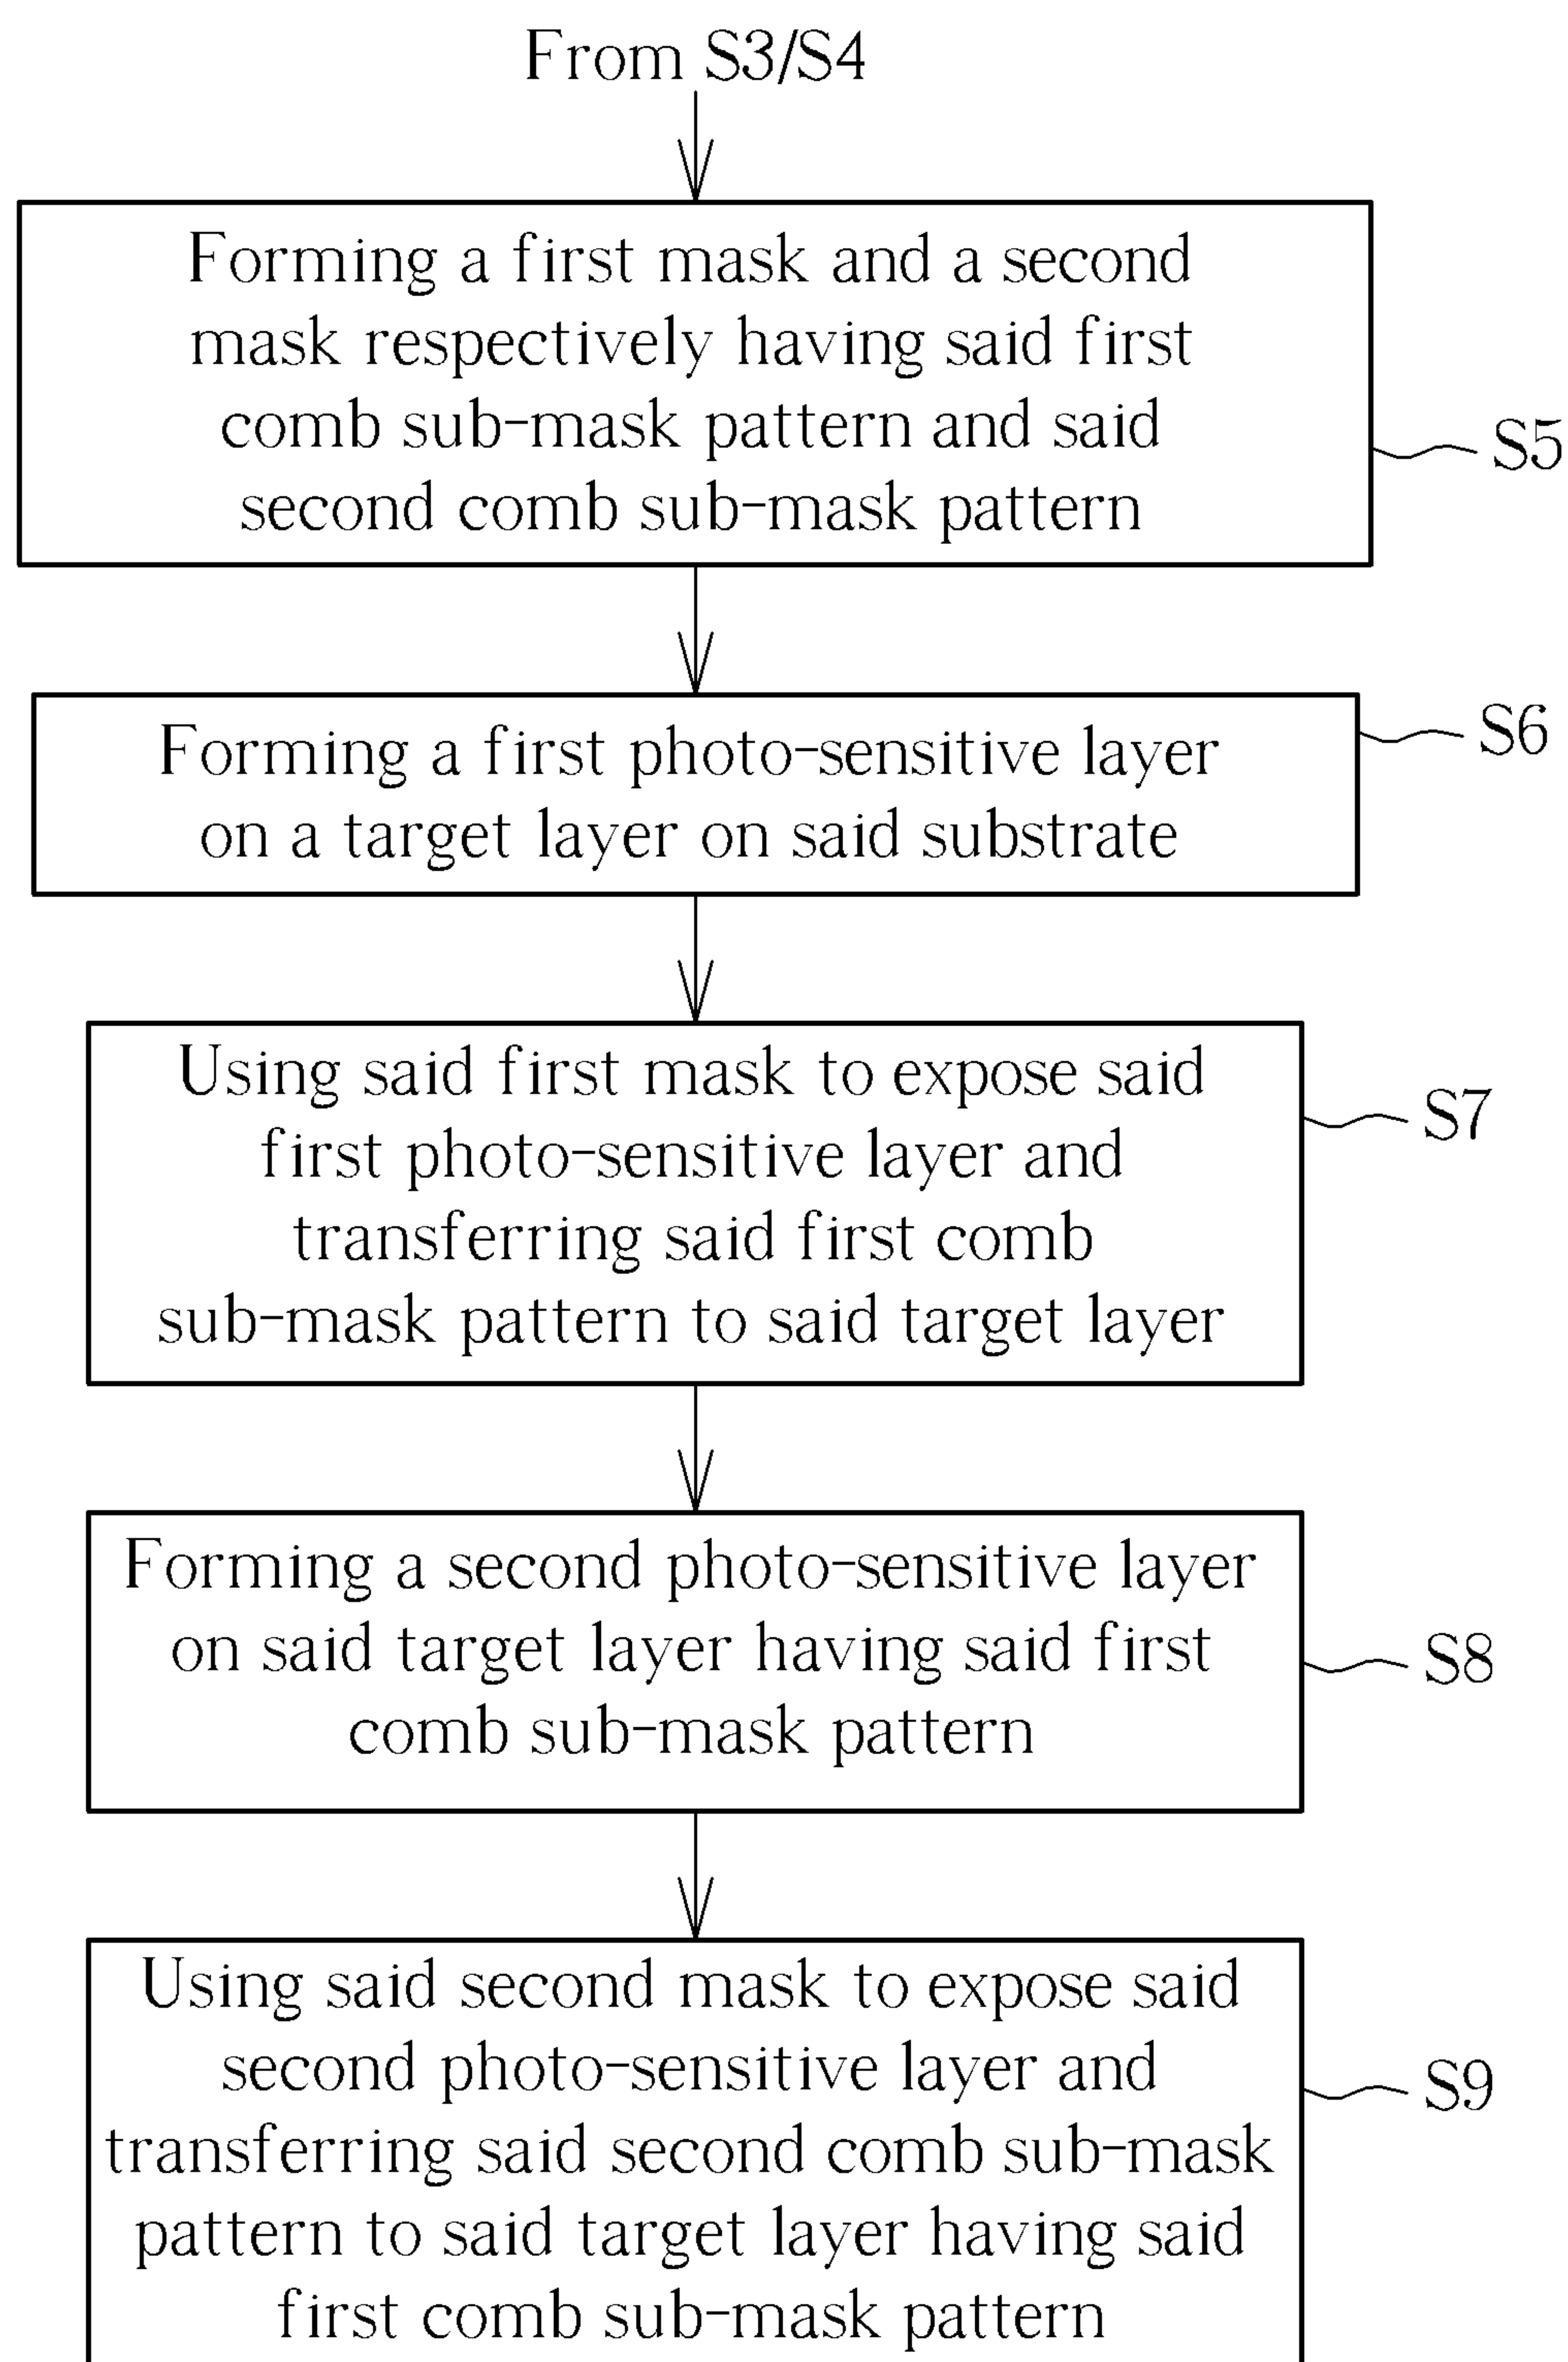 From S3/S4
Forming a first mask and a second
mask respectively having said first
comb sub-mask pattern and said
second comb sub-mask pattern
S5
Forming a first photo-sensitive layer
on a target layer on said substrate
S6
Using said first mask to expose said
first photo-sensitive layer and
transferring said first comb
sub-mask pattern to said target layer
S7
Forming a second photo-sensitive layer
on said target layer having said first
comb sub-mask pattern
S8
Using said second mask to expose said
second photo-sensitive layer and
transferring said second comb sub-mask
pattern to said target layer having said
first comb sub-mask pattern
S9